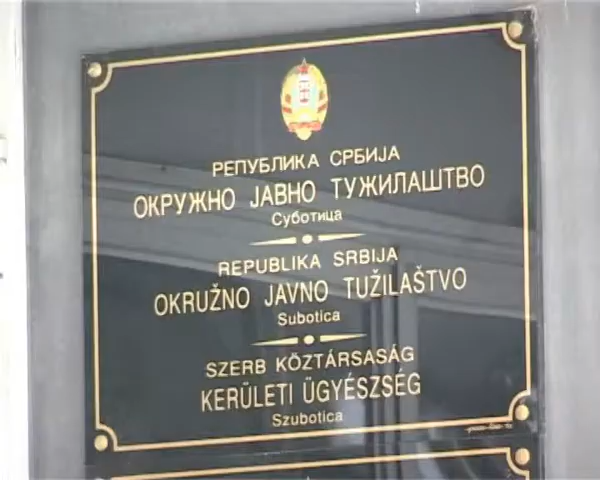 РЕПУБЛИКА СРБИЈА
ОКРУЖНО ЈАВНО ТУЖИЛАШТВО
Суботица
REPUBLIKA SRBIJA
OKRUŽNO JAVNO TUŽILAŠTVO
Subotica
SZERB KÖZTÁRSASÁG
KERÜLETI ÜGYÉSZSÉG
Szubotica